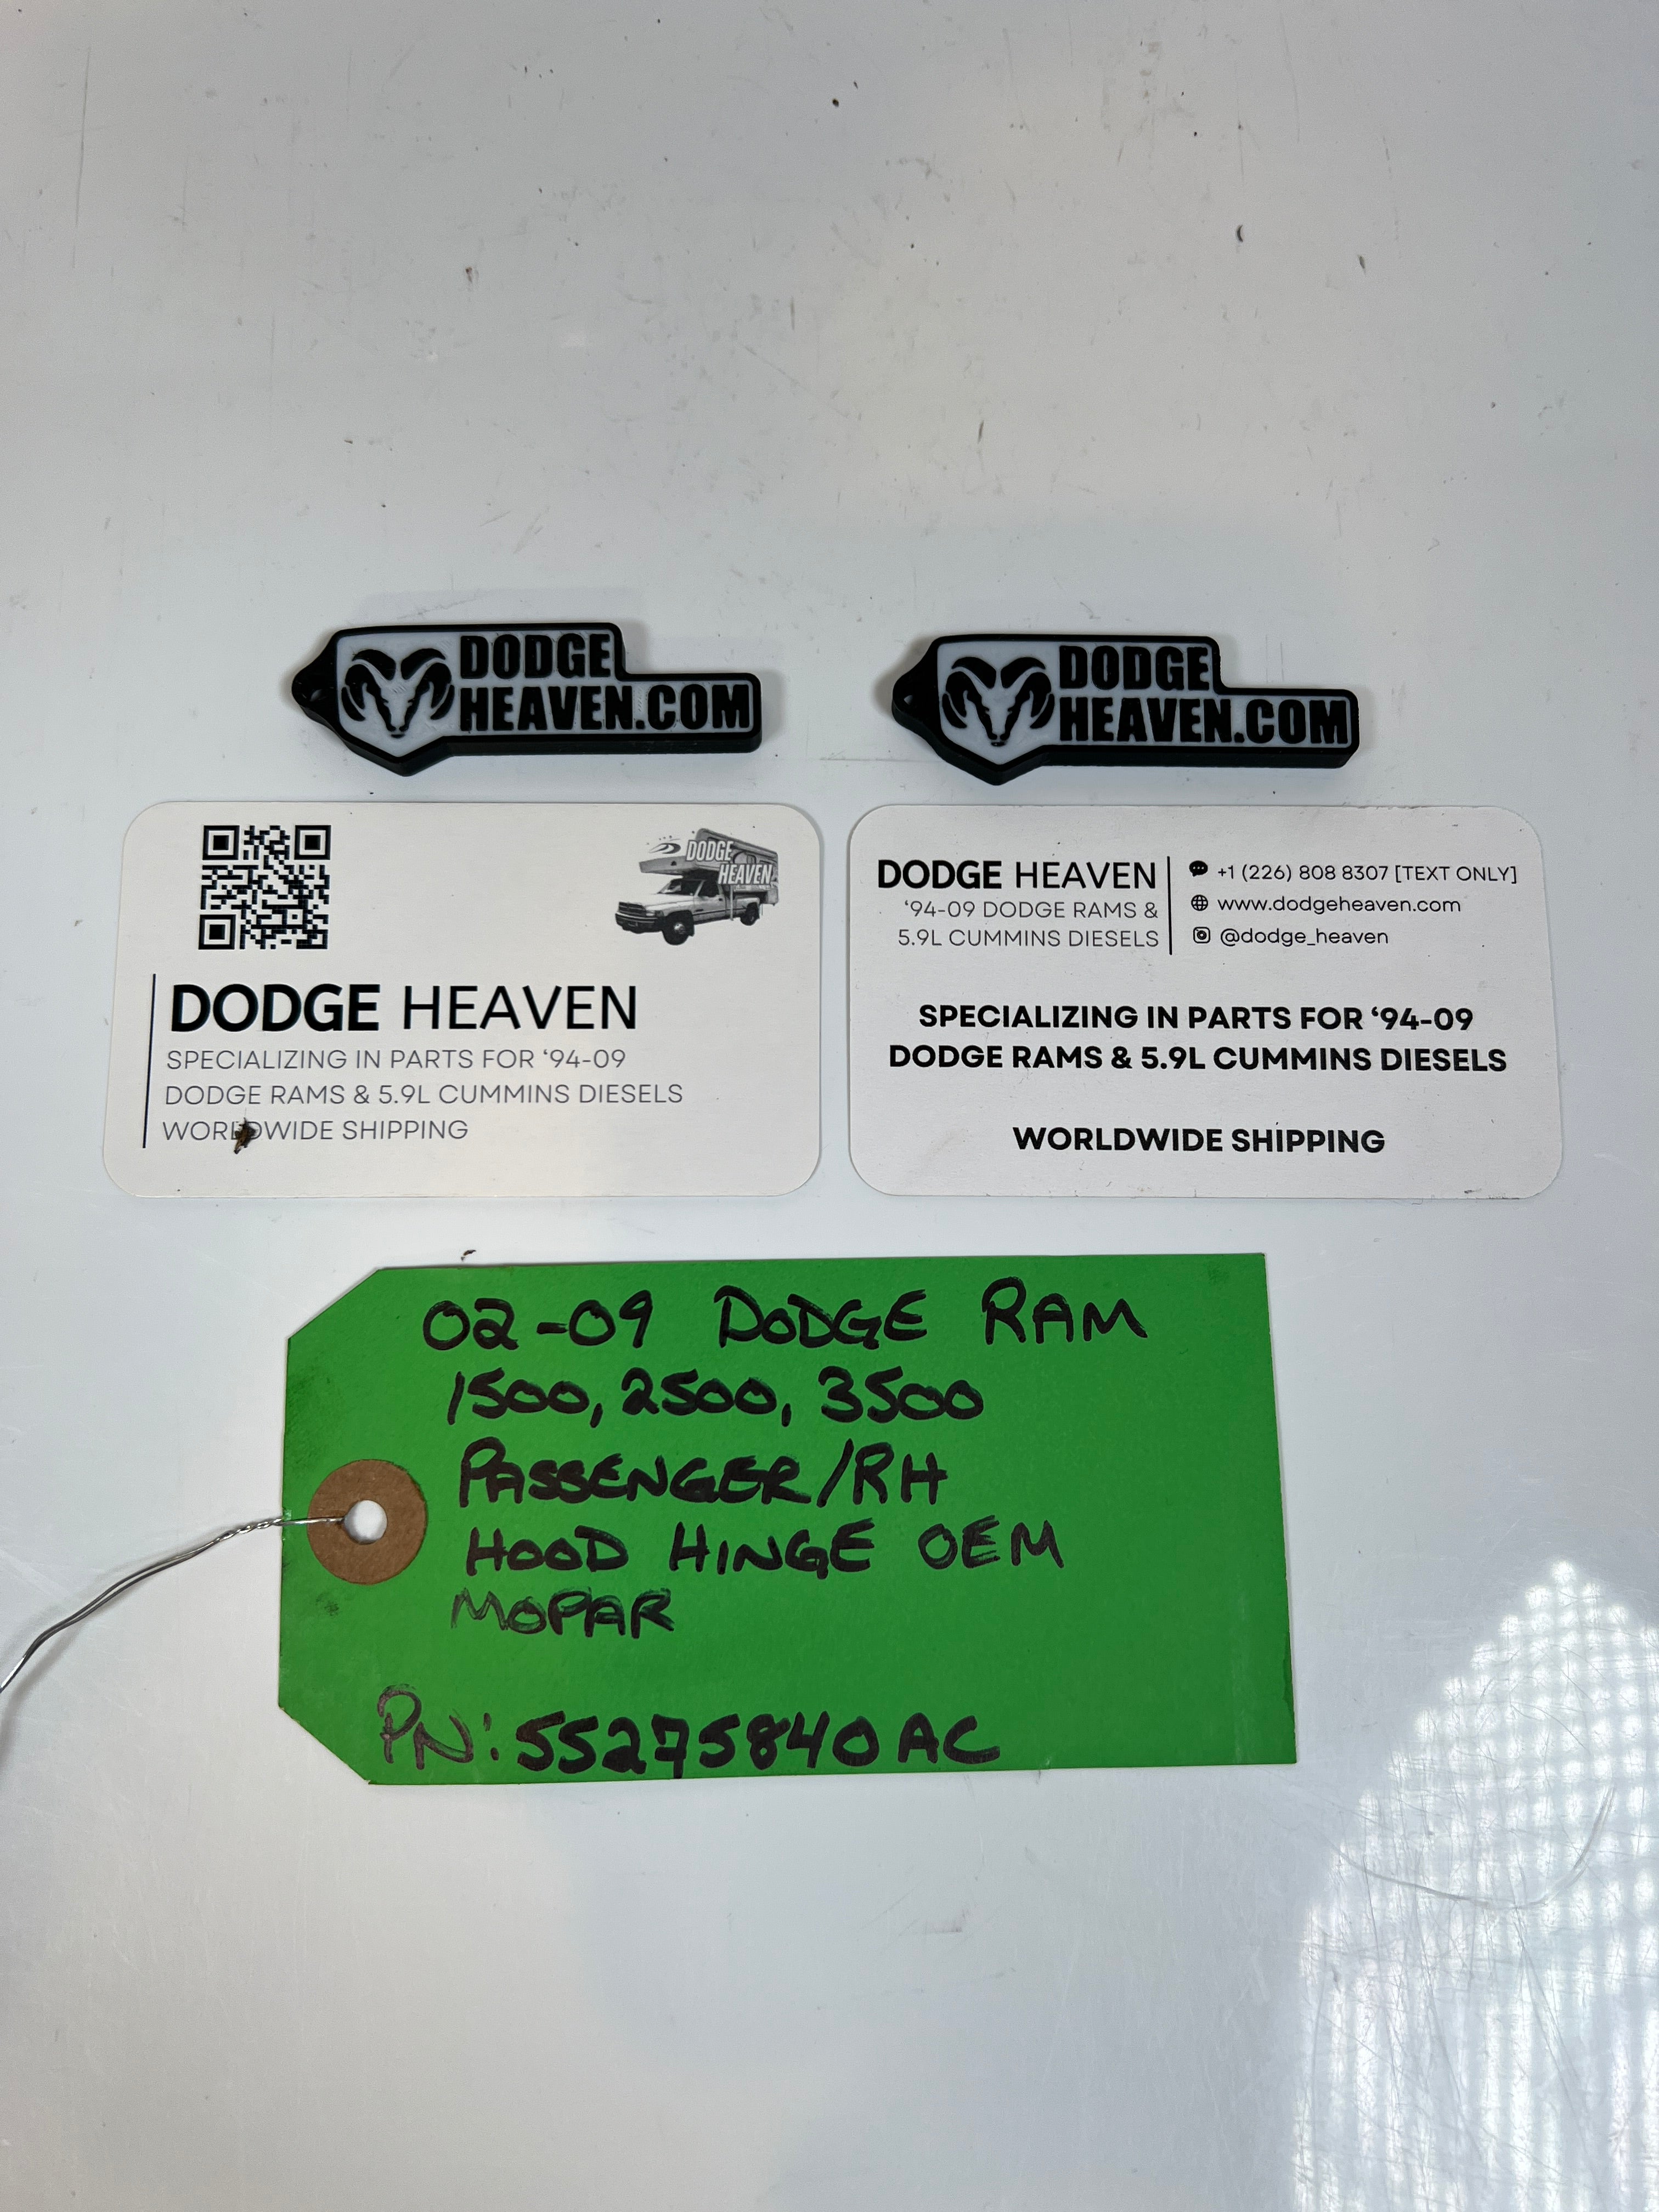 DODGE
HEAVEN.COM
DODGE
HEAVEN.COM
DODGE
HEAVEN
DODGE HEAVEN
SPECIALIZING IN PARTS FOR ‘94-09
DODGE RAMS & 5.9L CUMMINS DIESELS
WORLDWIDE SHIPPING
DODGE HEAVEN
‘94-09 DODGE RAMS &
5.9L CUMMINS DIESELS
+1 (226) 808 8307 [TEXT ONLY]
www.dodgeheaven.com
@dodge_heaven
SPECIALIZING IN PARTS FOR ‘94-09
DODGE RAMS & 5.9L CUMMINS DIESELS
WORLDWIDE SHIPPING
02-09 DODGE RAM
1500, 2500, 3500
PASSENGER/RH
HOOD HINGE OEM
MOPAR
PN: 55275840AC